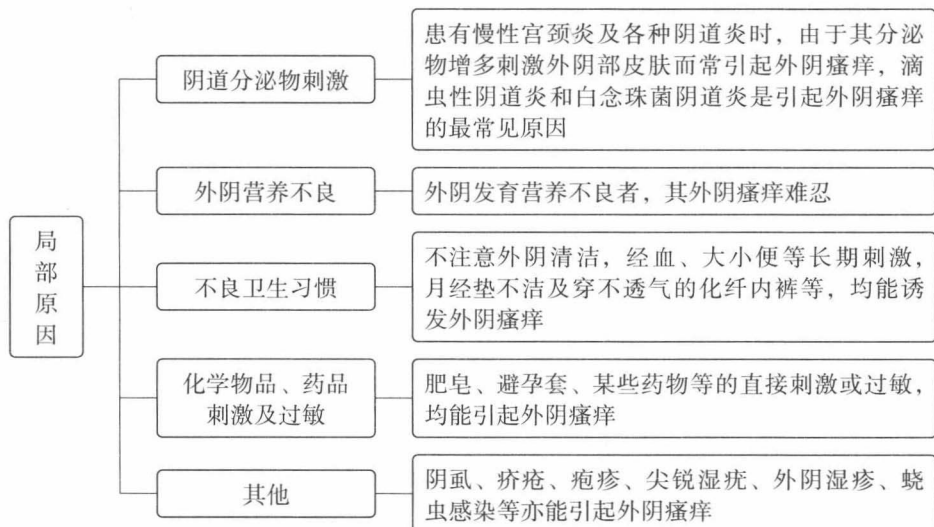 局部原因
阴道分泌物刺激
患有慢性宫颈炎及各种阴道炎时，由于其分泌
物增多刺激外阴部皮肤而常引起外阴瘙痒，滴
虫性阴道炎和白念珠菌阴道炎是引起外阴瘙痒
的最常见原因
外阴营养不良
外阴发育营养不良者，其外阴瘙痒难忍
不良卫生习惯
不注意外阴清洁，经血、大小便等长期刺激，
月经垫不洁及穿不透气的化纤内裤等，均能诱
发外阴瘙痒
化学物品、药品
刺激及过敏
肥皂、避孕套、某些药物等的直接刺激或过敏，
均能引起外阴瘙痒
其他
阴虱、疥疮、疱疹、尖锐湿疣、外阴湿疹、蛲
虫感染等亦能引起外阴瘙痒